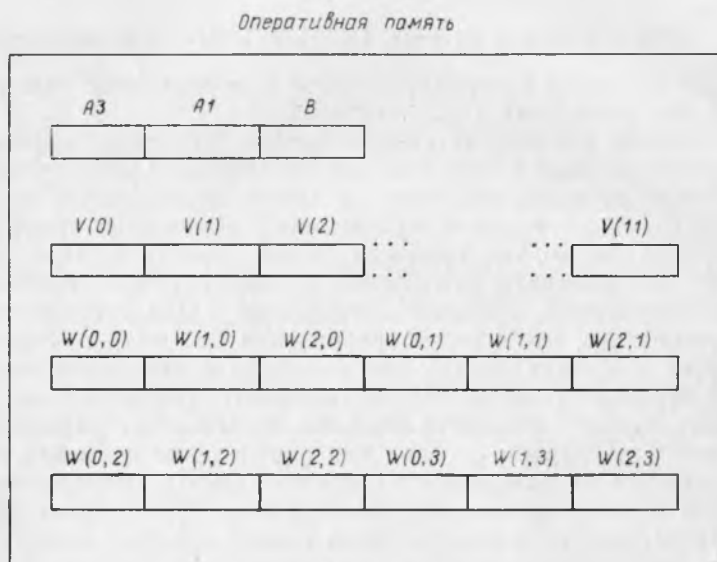 Оперативная память
A3 A1 B
V(0) V(1) V(2) ... ... V(11)
W(0,0) W(1,0) W(2,0) W(0,1) W(1,1) W(2,1)
W(0,2) W(1,2) W(2,2) W(0,3) W(1,3) W(2,3)